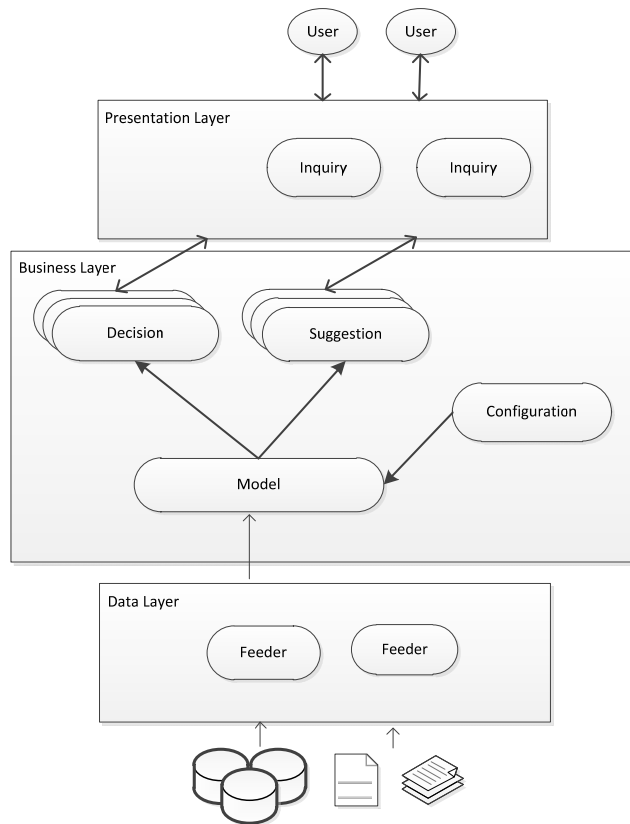 User
User
Presentation Layer
Inquiry
Inquiry
Business Layer
Decision
Suggestion
Configuration
Model
Data Layer
Feeder
Feeder